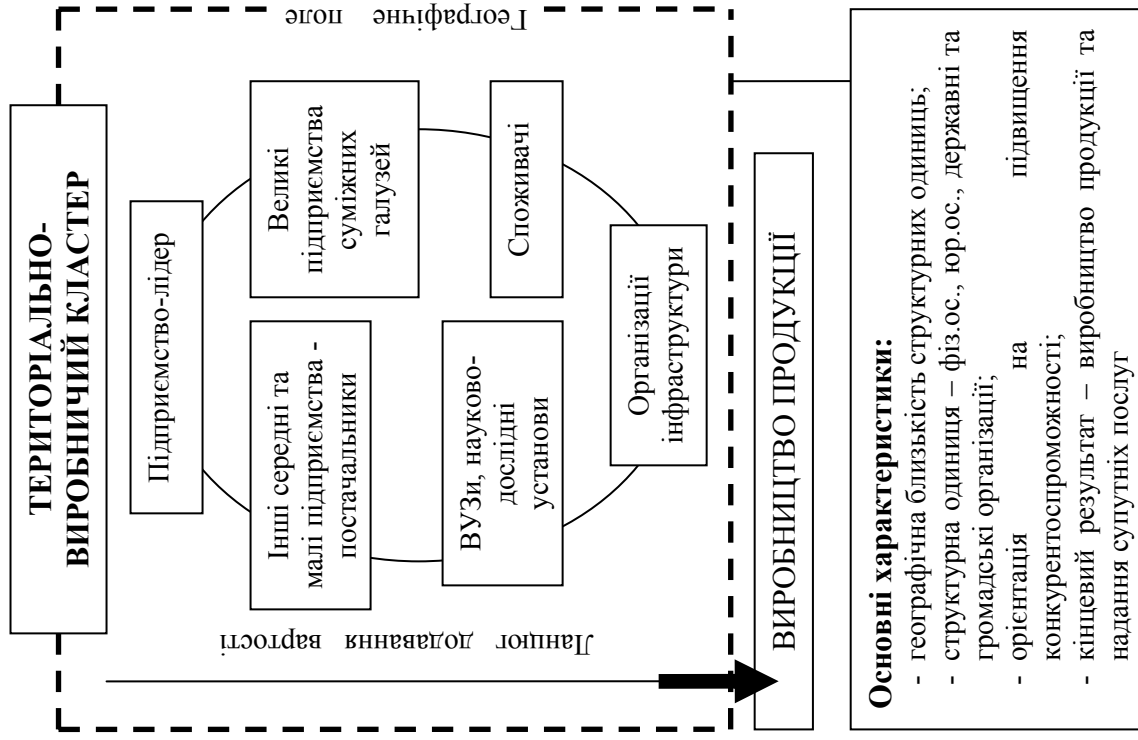 ТЕРИТОРІАЛЬНО-
ВИРОБНИЧИЙ КЛАСТЕР
Підприємство-лідер
Інші середні та
малі підприємства -
постачальники
Великі
підприємства
суміжних
галузей
ВУЗи, науково-
дослідні
установи
Споживачі
Організації
інфраструктури
Ланцюг додавання вартості
Географічне поле
ВИРОБНИЦТВО ПРОДУКЦІЇ
Основні характеристики:
- географічна близькість структурних одиниць;
- структурна одиниця – фіз.ос., юр.ос., державні та
громадські організації;
- орієнтація на підвищення
конкурентоспроможності;
- кінцевий результат – виробництво продукції та
надання супутніх послуг